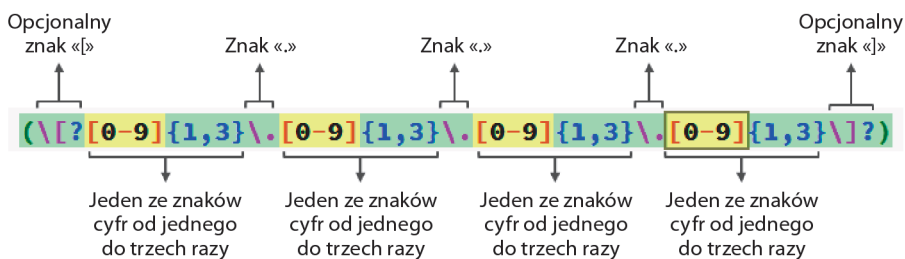 Opcjonalny
znak «[»
Znak «.»
Znak «.»
Znak «.»
Opcjonalny
znak «]»
(\[?[0-9]{1,3}\.[0-9]{1,3}\.[0-9]{1,3}\.[0-9]{1,3}\]?)
Jeden ze znaków
cyfr od jednego
do trzech razy
Jeden ze znaków
cyfr od jednego
do trzech razy
Jeden ze znaków
cyfr od jednego
do trzech razy
Jeden ze znaków
cyfr od jednego
do trzech razy